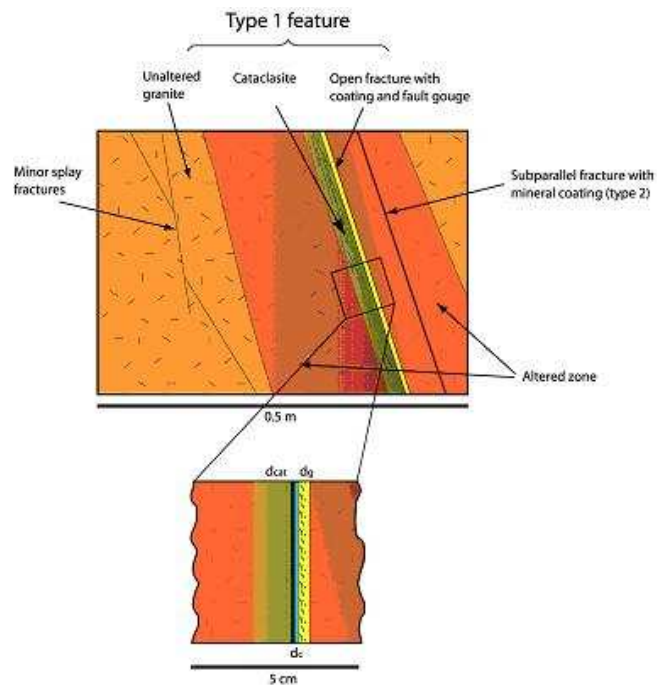 Type 1 feature
Unaltered
granite
Cataclasite
Open fracture with
coating and fault gouge
Minor splay
fractures
Subparallel fracture with
mineral coating (type 2)
Altered zone
0.5 m
dcat
dg
dc
5 cm